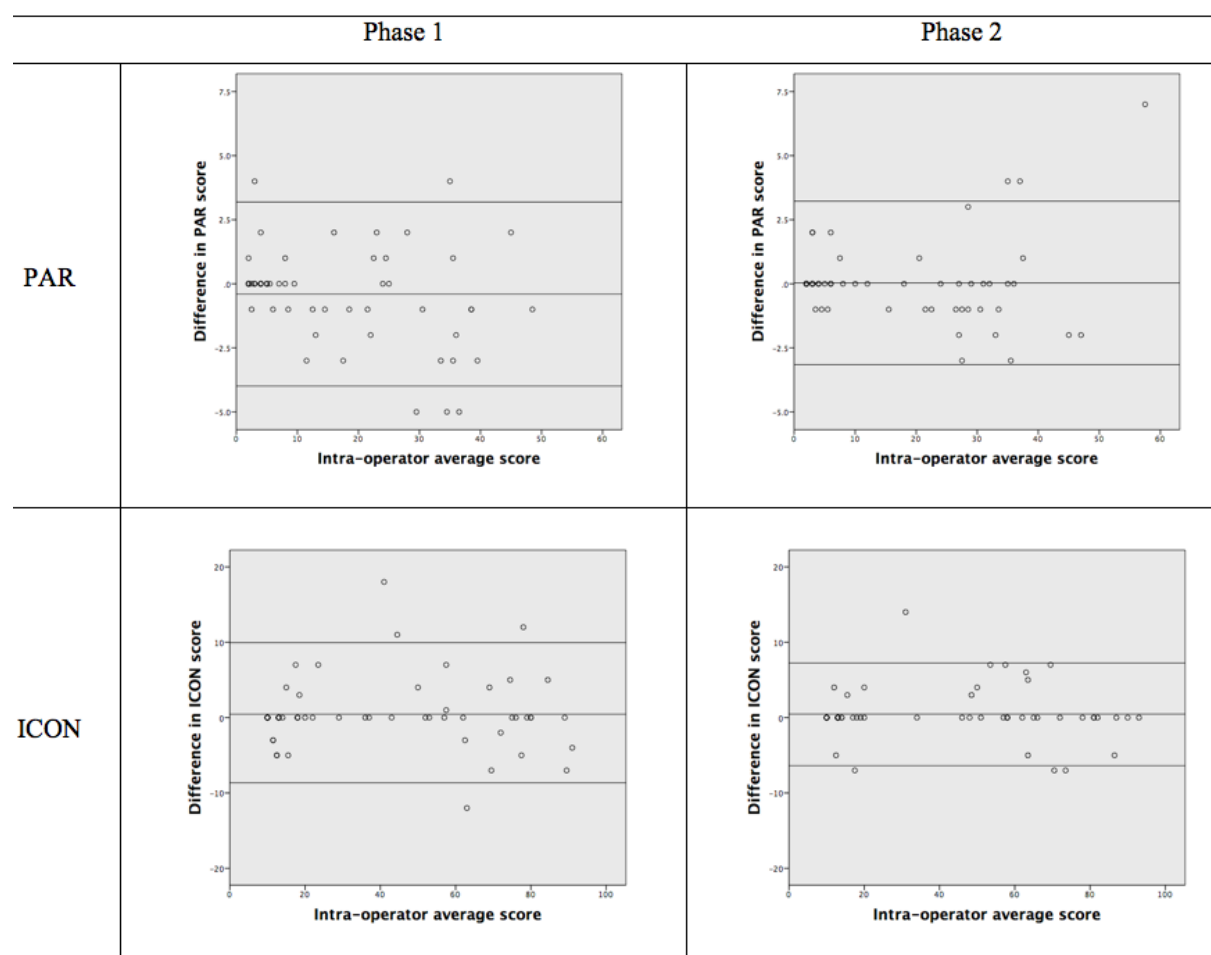 Phase 1
Phase 2
PAR
Difference in PAR score
7.5
5.0
2.5
.0
-2.5
-5.0
0 10 20 30 40 50 60
Intra-operator average score
Difference in PAR score
7.5
5.0
2.5
.0
-2.5
-5.0
0 10 20 30 40 50 60
Intra-operator average score
ICON
Difference in ICON score
20
10
0
-10
-20
0 20 40 60 80 100
Intra-operator average score
Difference in ICON score
20
10
0
-10
-20
0 20 40 60 80 100
Intra-operator average score